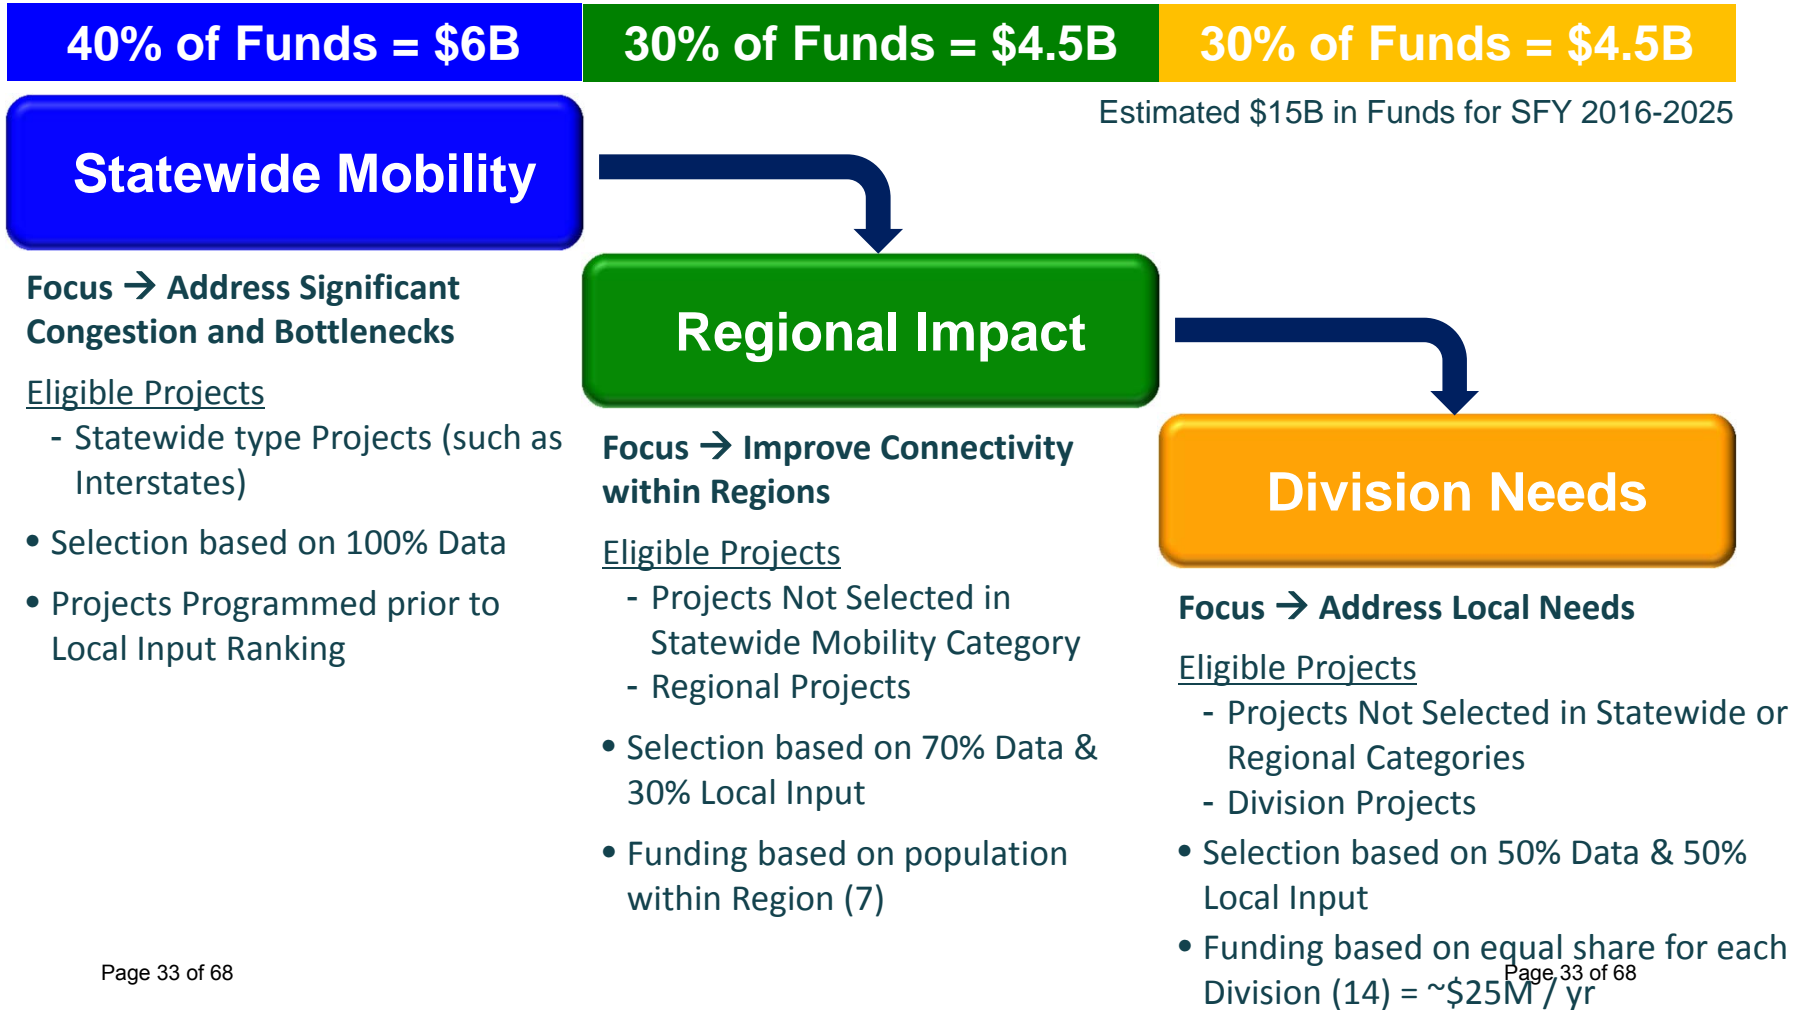 40% of Funds = $6B
30% of Funds = $4.5B
30% of Funds = $4.5B
Estimated $15B in Funds for SFY 2016-2025
Statewide Mobility
Focus → Address Significant
Congestion and Bottlenecks
Eligible Projects
- Statewide type Projects (such as
Interstates)
• Selection based on 100% Data
• Projects Programmed prior to
Local Input Ranking
Regional Impact
Focus → Improve Connectivity
within Regions
Eligible Projects
- Projects Not Selected in
Statewide Mobility Category
- Regional Projects
• Selection based on 70% Data &
30% Local Input
• Funding based on population
within Region (7)
Division Needs
Focus → Address Local Needs
Eligible Projects
- Projects Not Selected in Statewide or
Regional Categories
- Division Projects
• Selection based on 50% Data & 50%
Local Input
• Funding based on equal share for each
Division (14) = ~$25M / yr
Page 33 of 68
Page 33 of 68